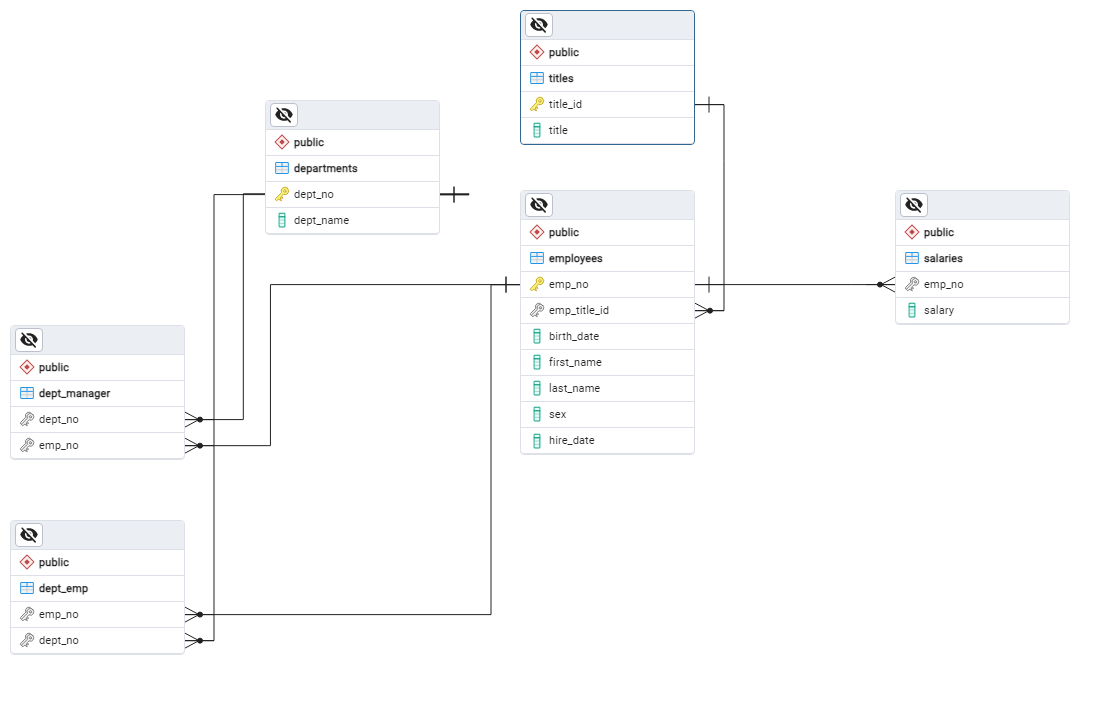 public
titles
title_id
title
public
departments
dept_no
dept_name
public
employees
emp_no
emp_title_id
birth_date
first_name
last_name
sex
hire_date
public
salaries
emp_no
salary
public
dept_manager
dept_no
emp_no
public
dept_emp
emp_no
dept_no